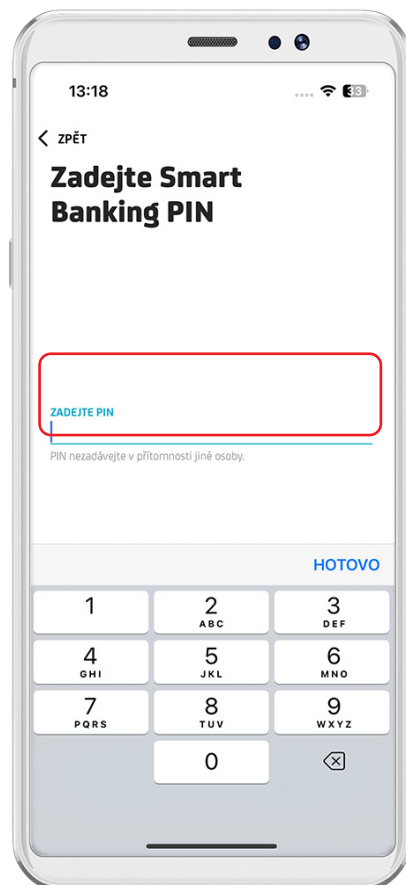 13:18
33
ZPĚT
Zadejte Smart
Banking PIN
ZADEJTE PIN
PIN nezadávejte v přítomnosti jiné osoby.
HOTOVO
1 2 3
ABC DEF
4 5 6
GHI JKL MNO
7 8 9
PQRS TUV WXYZ
0